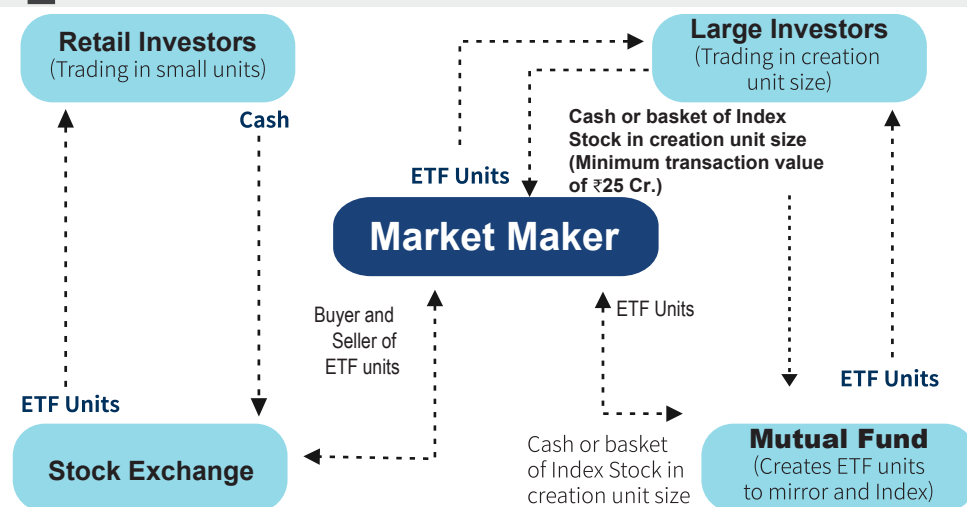 Retail Investors
(Trading in small units)
Large Investors
(Trading in creation
unit size)
Cash
ETF Units
Cash or basket of Index
Stock in creation unit size
(Minimum transaction value
of ₹25 Cr.)
Market Maker
Buyer and
Seller of
ETF units
ETF Units
ETF Units
ETF Units
Stock Exchange
Cash or basket
of Index Stock in
creation unit size
Mutual Fund
(Creates ETF units
to mirror and Index)